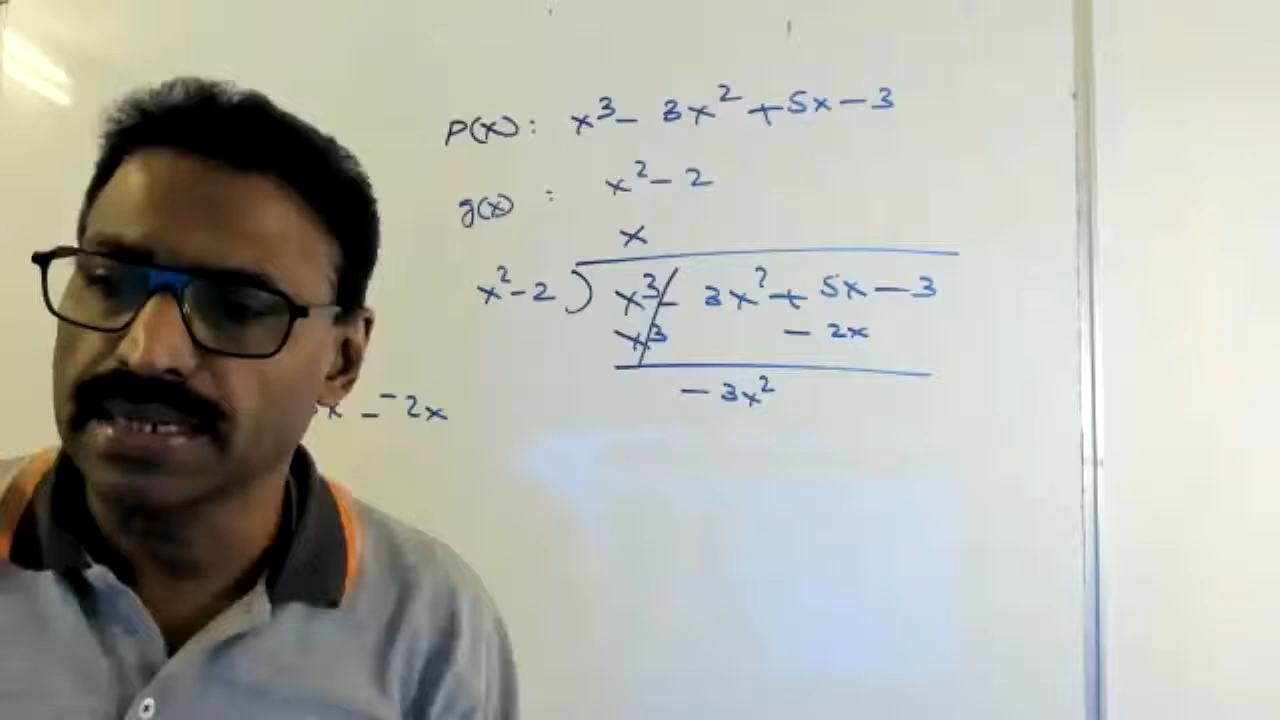 P(x) : x³ - 3x² + 5x - 3
g(x) : x² - 2
x
x² - 2 ) x³ - 3x² + 5x - 3
x³ - 2x
- 3x²
x - -2x